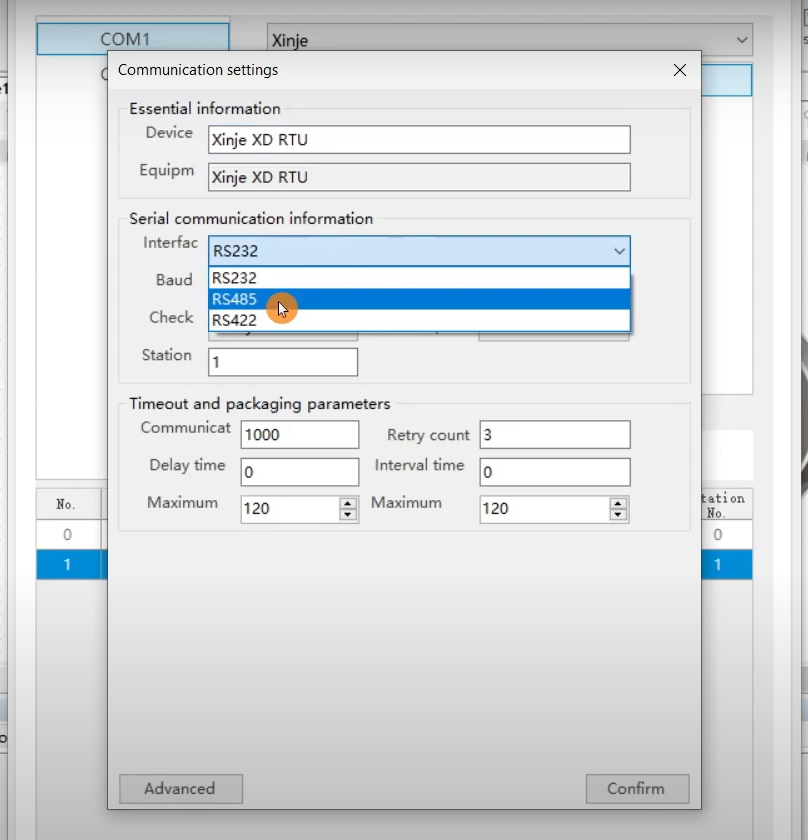 COM1
Xinje
Communication settings
Essential information
Device
Xinje XD RTU
Equipm
Xinje XD RTU
Serial communication information
Interfac
RS232
RS232
Baud
RS485
Check
RS422
Station
1
Timeout and packaging parameters
Communicat
1000
Retry count
3
Delay time
0
Interval time
0
Maximum
120
Maximum
120
No.
tation
No.
0
0
1
1
Advanced
Confirm